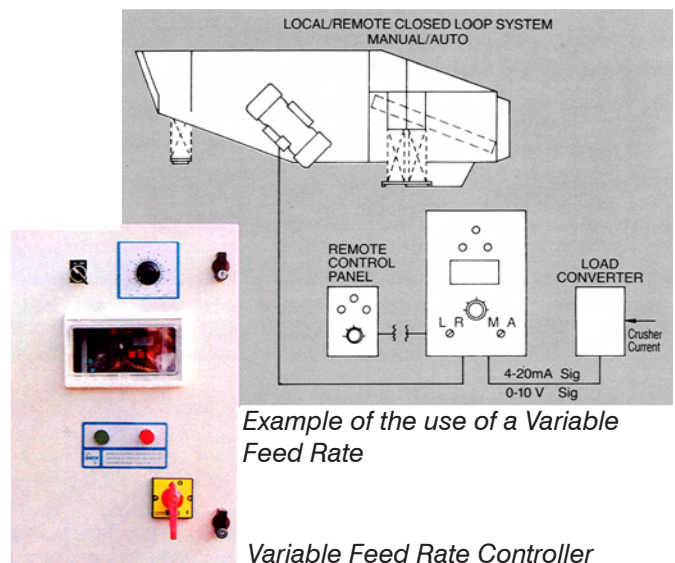 LOCAL/REMOTE CLOSED LOOP SYSTEM
MANUAL/AUTO
REMOTE
CONTROL
PANEL
L R M A
LOAD
CONVERTER
Crusher
Current
4-20mA Sig
0-10 V Sig
Example of the use of a Variable
Feed Rate
Variable Feed Rate Controller